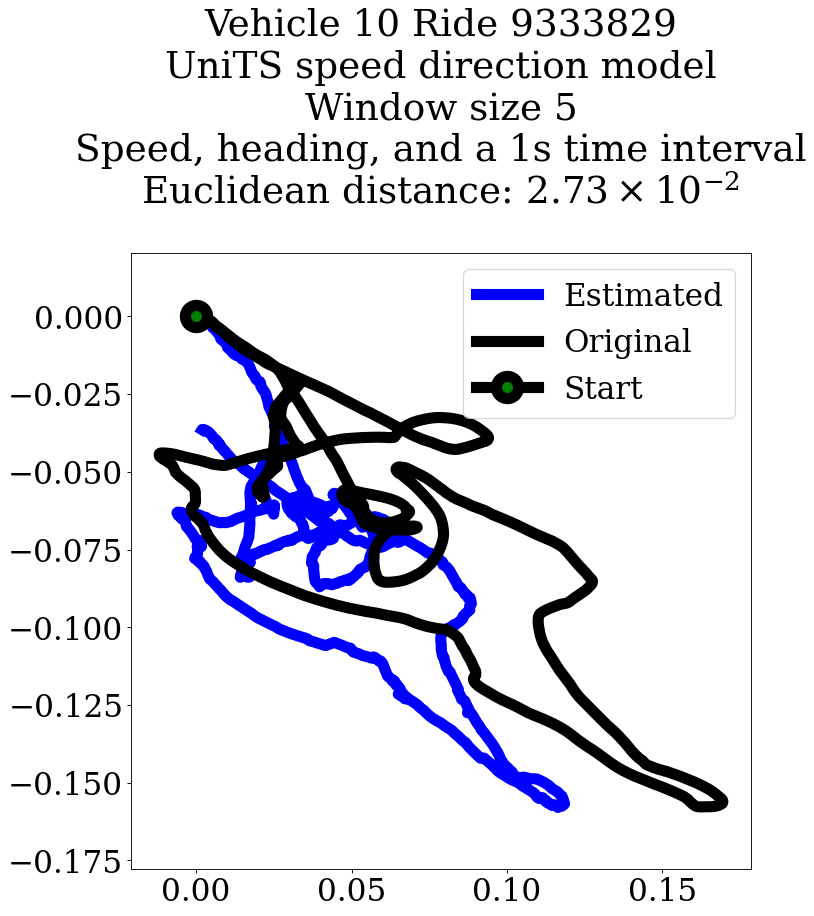 Vehicle 10 Ride 9333829
UniTS speed direction model
Window size 5
Speed, heading, and a 1s time interval
Euclidean distance: 2.73 × 10⁻²
Estimated
Original
Start
0.000
−0.025
−0.050
−0.075
−0.100
−0.125
−0.150
−0.175
0.00 0.05 0.10 0.15